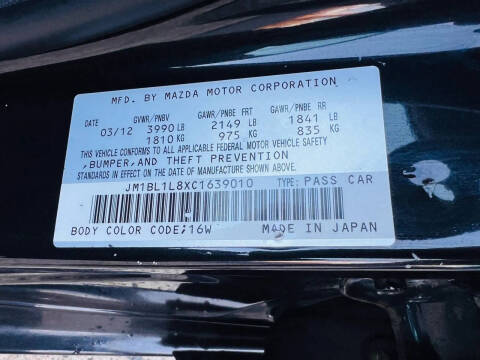 MFD. BY MAZDA MOTOR CORPORATION
DATE GVWR/PNBV GAWR/PNBE FRT GAWR/PNBE RR
03/12 3990 LB 2149 LB 1841 LB
1810 KG 975 KG 835 KG
THIS VEHICLE CONFORMS TO ALL APPLICABLE FEDERAL MOTOR VEHICLE SAFETY
,BUMPER,AND THEFT PREVENTION
STANDARDS IN EFFECT ON THE DATE OF MANUFACTURE SHOWN ABOVE.
JM1BL1L8XC1639010 TYPE: PASS CAR
BODY COLOR CODE;16W MADE IN JAPAN